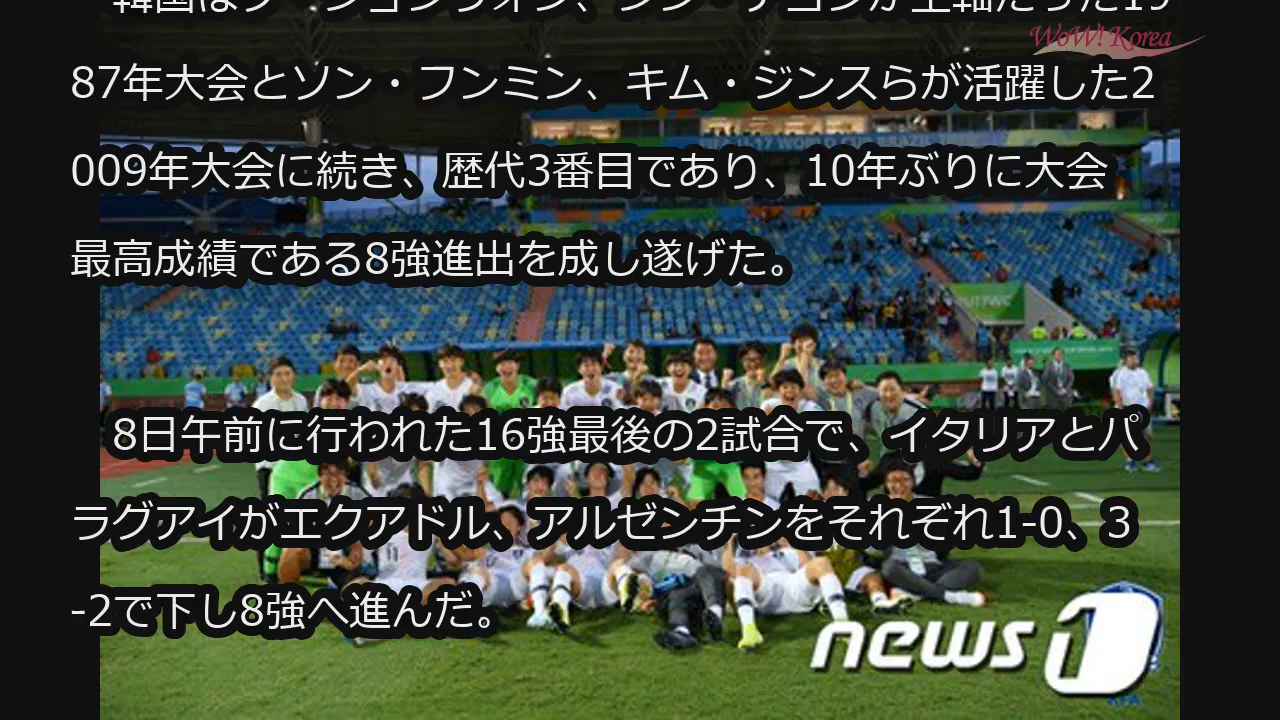 WoW! Korea
87年大会とソン・フンミン、キム・ジンスらが活躍した2
009年大会に続き、歴代3番目であり、10年ぶりに大会
最高成績である8強進出を成し遂げた。
8日午前に行われた16強最後の2試合で、イタリアとパ
ラグアイがエクアドル、アルゼンチンをそれぞれ1-0、3
-2で下し8強へ進んだ。
news1